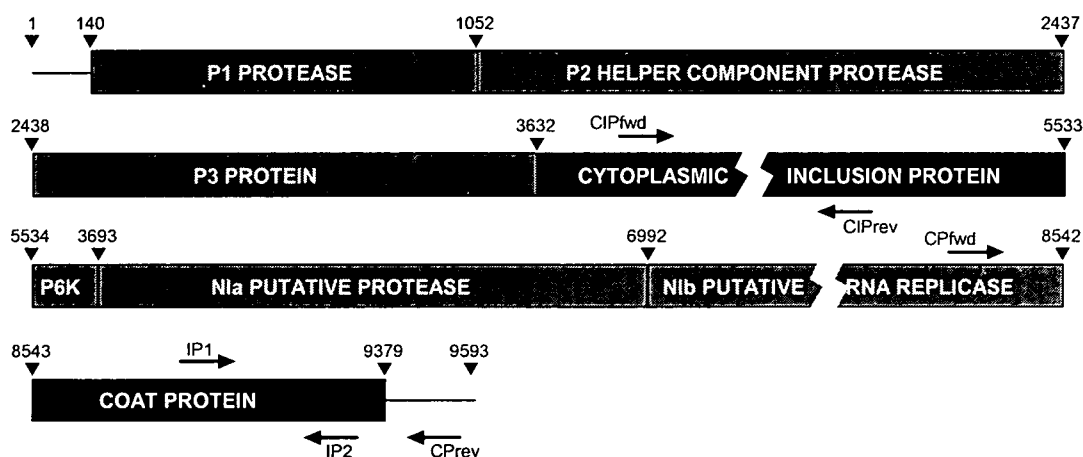 1 140 1052 2437
P1 PROTEASE P2 HELPER COMPONENT PROTEASE
2438 3632 CIPfwd 5533
P3 PROTEIN CYTOPLASMIC INCLUSION PROTEIN
CIPrev
5534 3693 6992 CPfwd 8542
P6K NIa PUTATIVE PROTEASE NIb PUTATIVE RNA REPLICASE
8543 IP1 9379 9593
COAT PROTEIN
IP2 CPrev